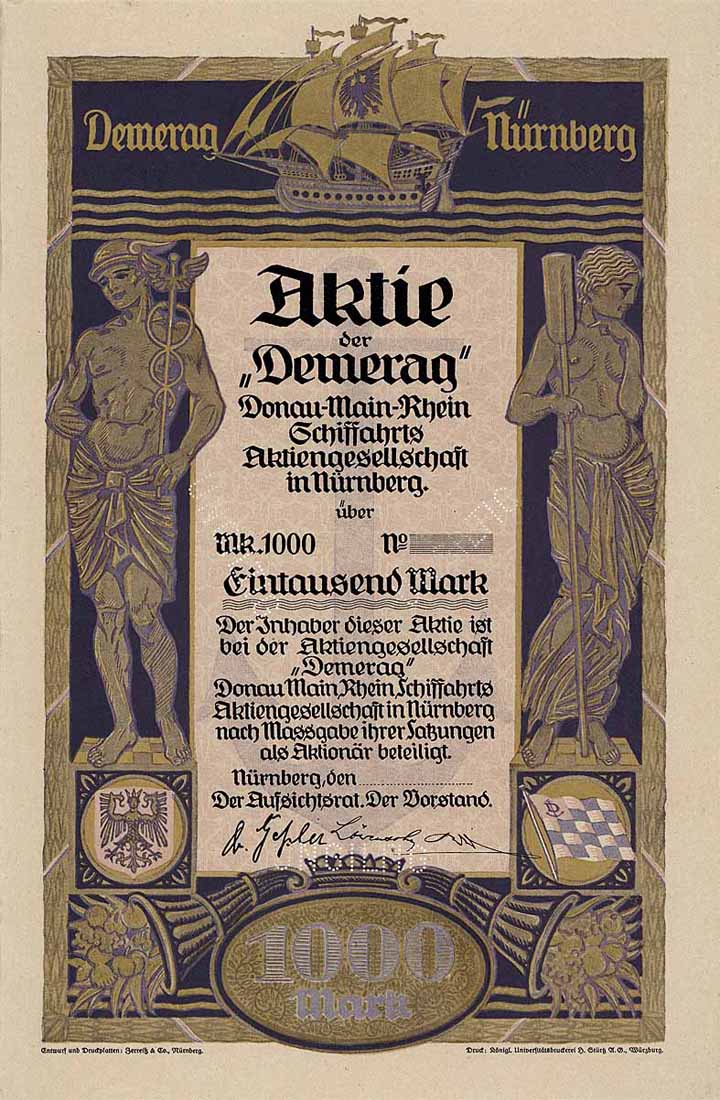 Demerag Nürnberg
Aktie
der
„Demerag“
Donau-Main-Rhein
Schiffahrts
Aktiengesellschaft
in Nürnberg.
über
Mk. 1000 No
Eintausend Mark
Der Inhaber dieser Aktie ist
bei der Aktiengesellschaft
„Demerag“
Donau Main, Rhein, Schiffahrts
Aktiengesellschaft in Nürnberg
nach Massgabe ihrer Satzungen
als Aktionär beteiligt.
Nürnberg, den
Der Aufsichtsrat. Der Vorstand.
1000
Mark
Entwurf und Druckplatten: Zerreiß & Co., Nürnberg.
Druck: Königl. Universitätsdruckerei H. Stürtz A. G., Würzburg.